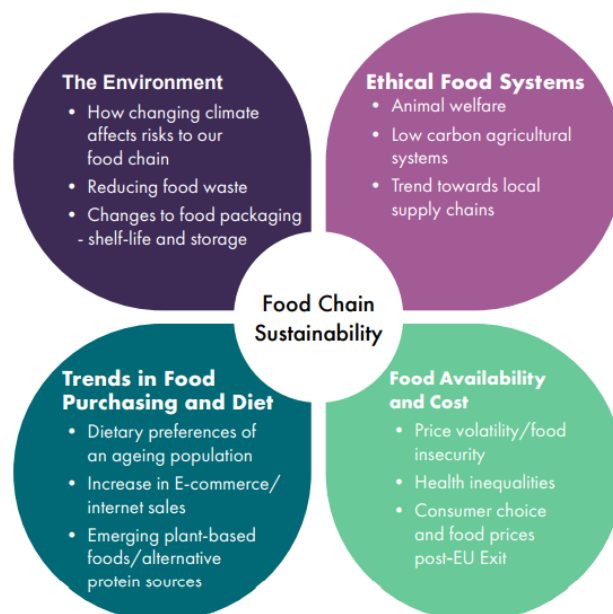 The Environment
• How changing climate
affects risks to our
food chain
• Reducing food waste
• Changes to food packaging
- shelf-life and storage
Ethical Food Systems
• Animal welfare
• Low carbon agricultural
systems
• Trend towards local
supply chains
Food Chain
Sustainability
Trends in Food
Purchasing and Diet
• Dietary preferences of
an ageing population
• Increase in E-commerce/
internet sales
• Emerging plant-based
foods/alternative
protein sources
Food Availability
and Cost
• Price volatility/food
insecurity
• Health inequalities
• Consumer choice
and food prices
post-EU Exit